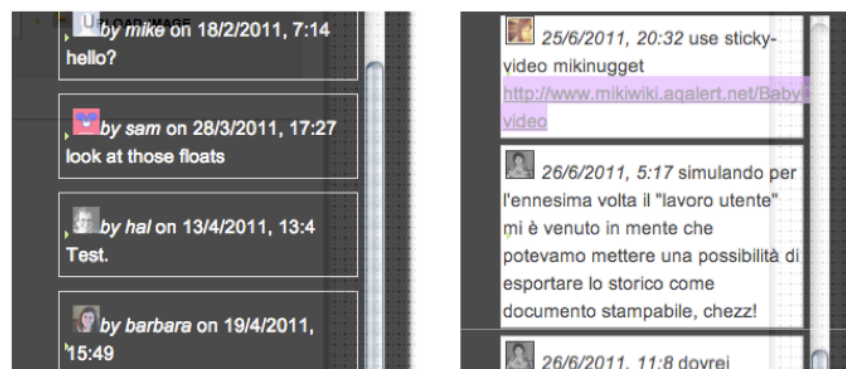 UPLOAD IMAGE
by mike on 18/2/2011, 7:14
hello?
by sam on 28/3/2011, 17:27
look at those floats
by hal on 13/4/2011, 13:4
Test.
by barbara on 19/4/2011,
15:49
25/6/2011, 20:32 use sticky-
video mikinugget
http://www.mikiwiki.aqalert.net/Baby
video
26/6/2011, 5:17 simulando per
l'ennesima volta il "lavoro utente"
mi è venuto in mente che
potevamo mettere una possibilità di
esportare lo storico come
documento stampabile, chezz!
26/6/2011, 11:8 dovrei